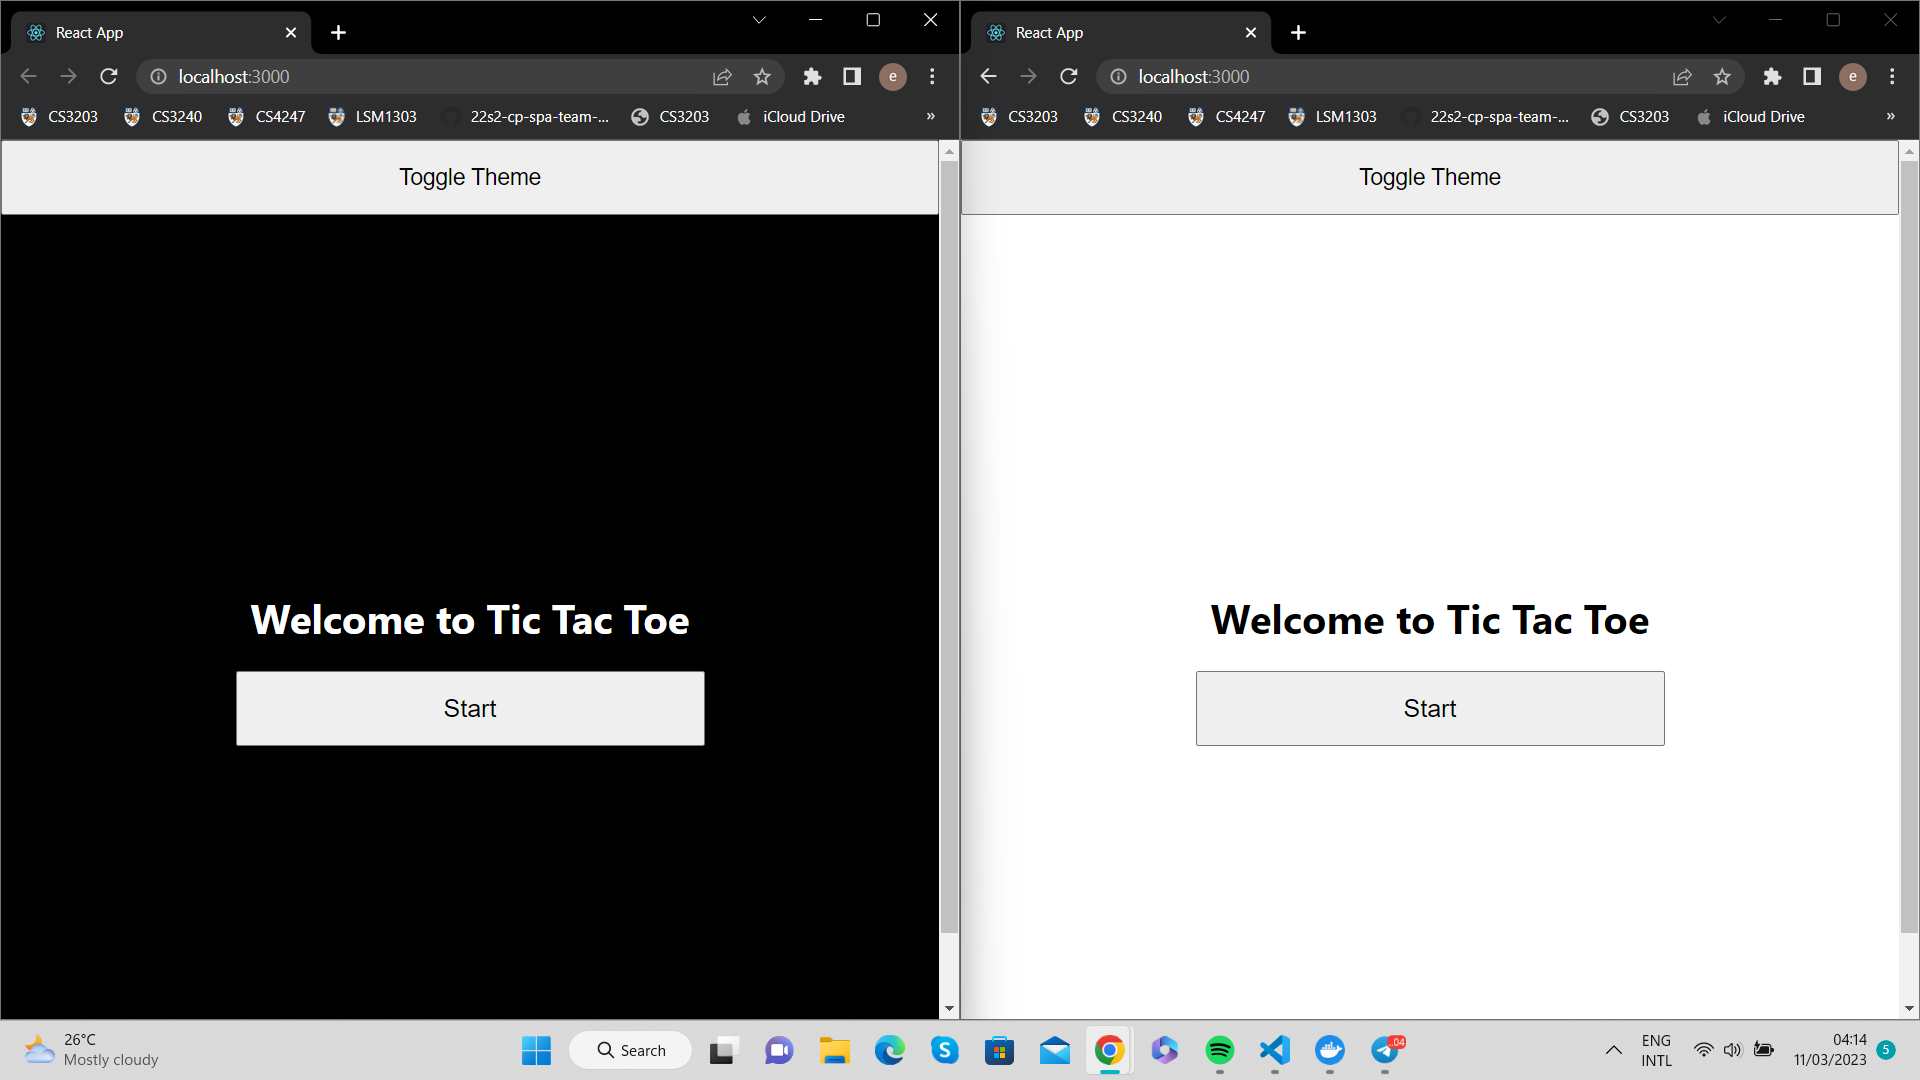 React App
localhost:3000
e
CS3203 CS3240 CS4247 LSM1303 22s2-cp-spa-team-... CS3203 iCloud Drive »
Toggle Theme
Welcome to Tic Tac Toe
Start
React App
localhost:3000
e
CS3203 CS3240 CS4247 LSM1303 22s2-cp-spa-team-... CS3203 iCloud Drive »
Toggle Theme
Welcome to Tic Tac Toe
Start
26°C
Mostly cloudy
Search
S
..04
ENG
INTL
04:14
11/03/2023
5